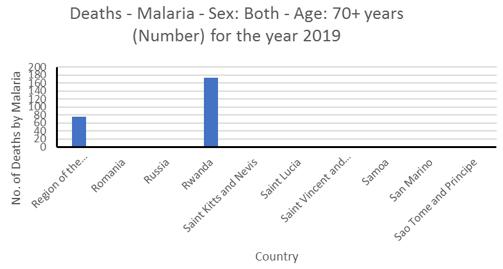 Deaths - Malaria - Sex: Both - Age: 70+ years
(Number) for the year 2019
No. of Deaths by Malaria
200
180
160
140
120
100
80
60
40
20
0
Region of the...
Romania
Russia
Rwanda
Saint Kitts and Nevis
Saint Lucia
Saint Vincent and...
Samoa
San Marino
Sao Tome and Principe
Country